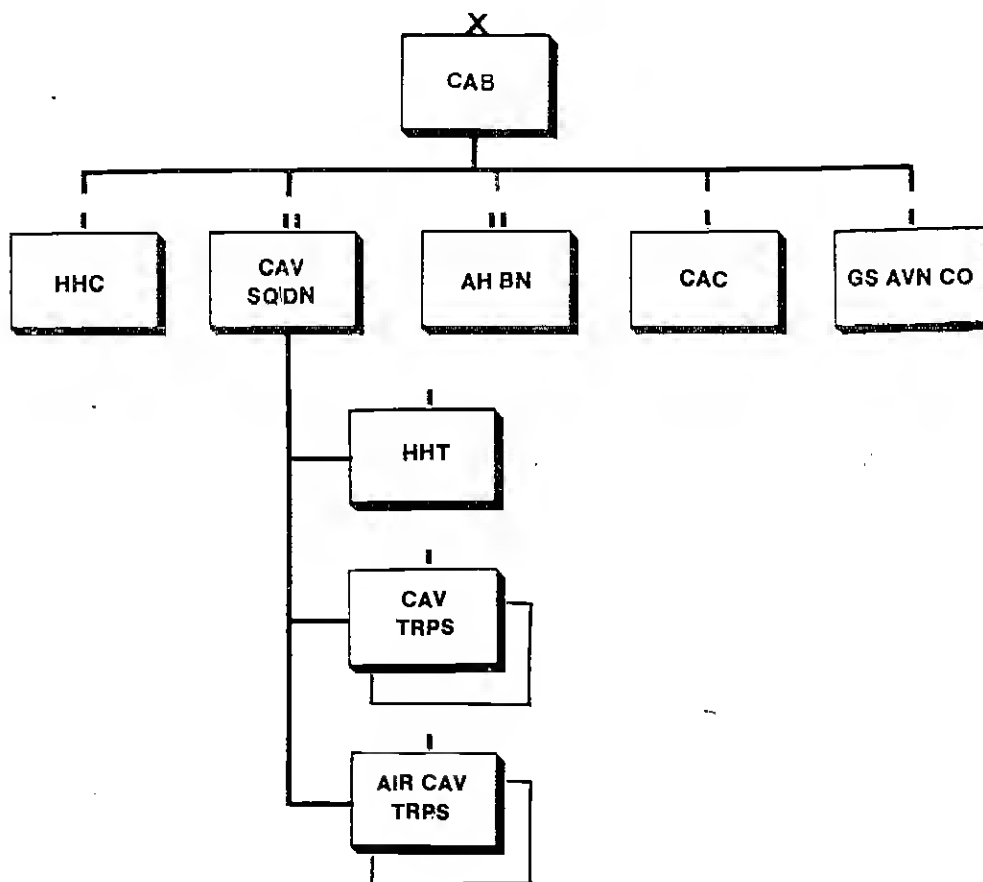 X
CAB
I I I I I
I II II I I
HHC
CAV
SQDN
AH BN
CAC
GS AVN CO
I
HHT
I
CAV
TRPS
I
AIR CAV
TRPS